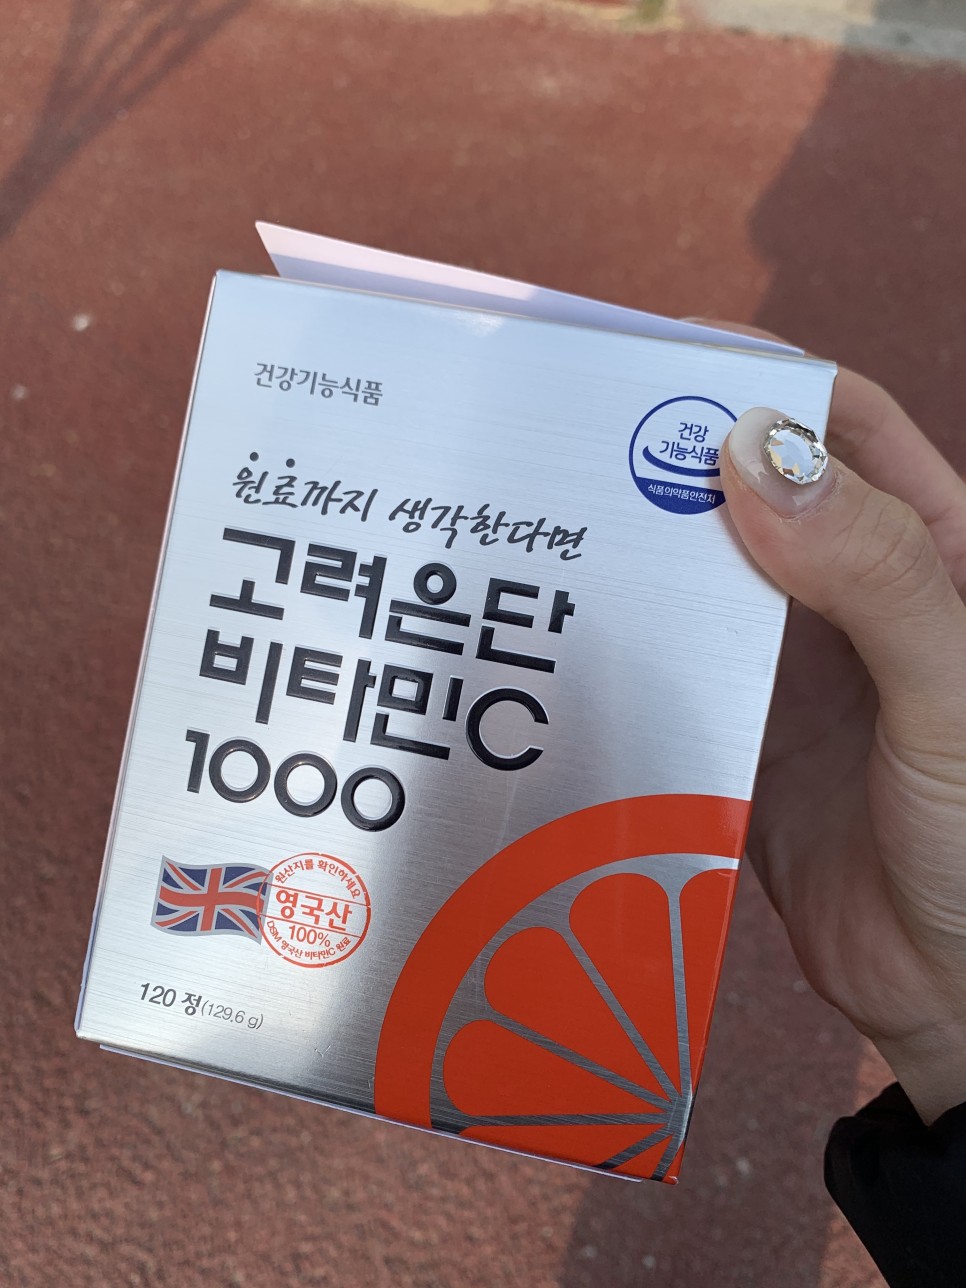 건강기능식품
건강
기능식품
식품의약품안전처
원료까지 생각한다면
고려은단
비타민C
1000
원산지를 확인하세요
영국산
100%
DSM 영국산 비타민C 원료
120 정(129.6 g)